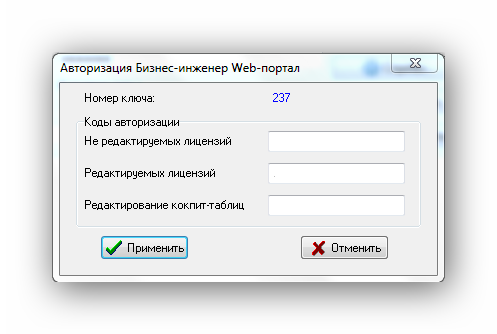 Авторизация Бизнес-инженер Web-портал
Номер ключа: 237
Коды авторизации
Не редактируемых лицензий
Редактируемых лицензий
Редактирование кокпит-таблиц
Применить Отменить